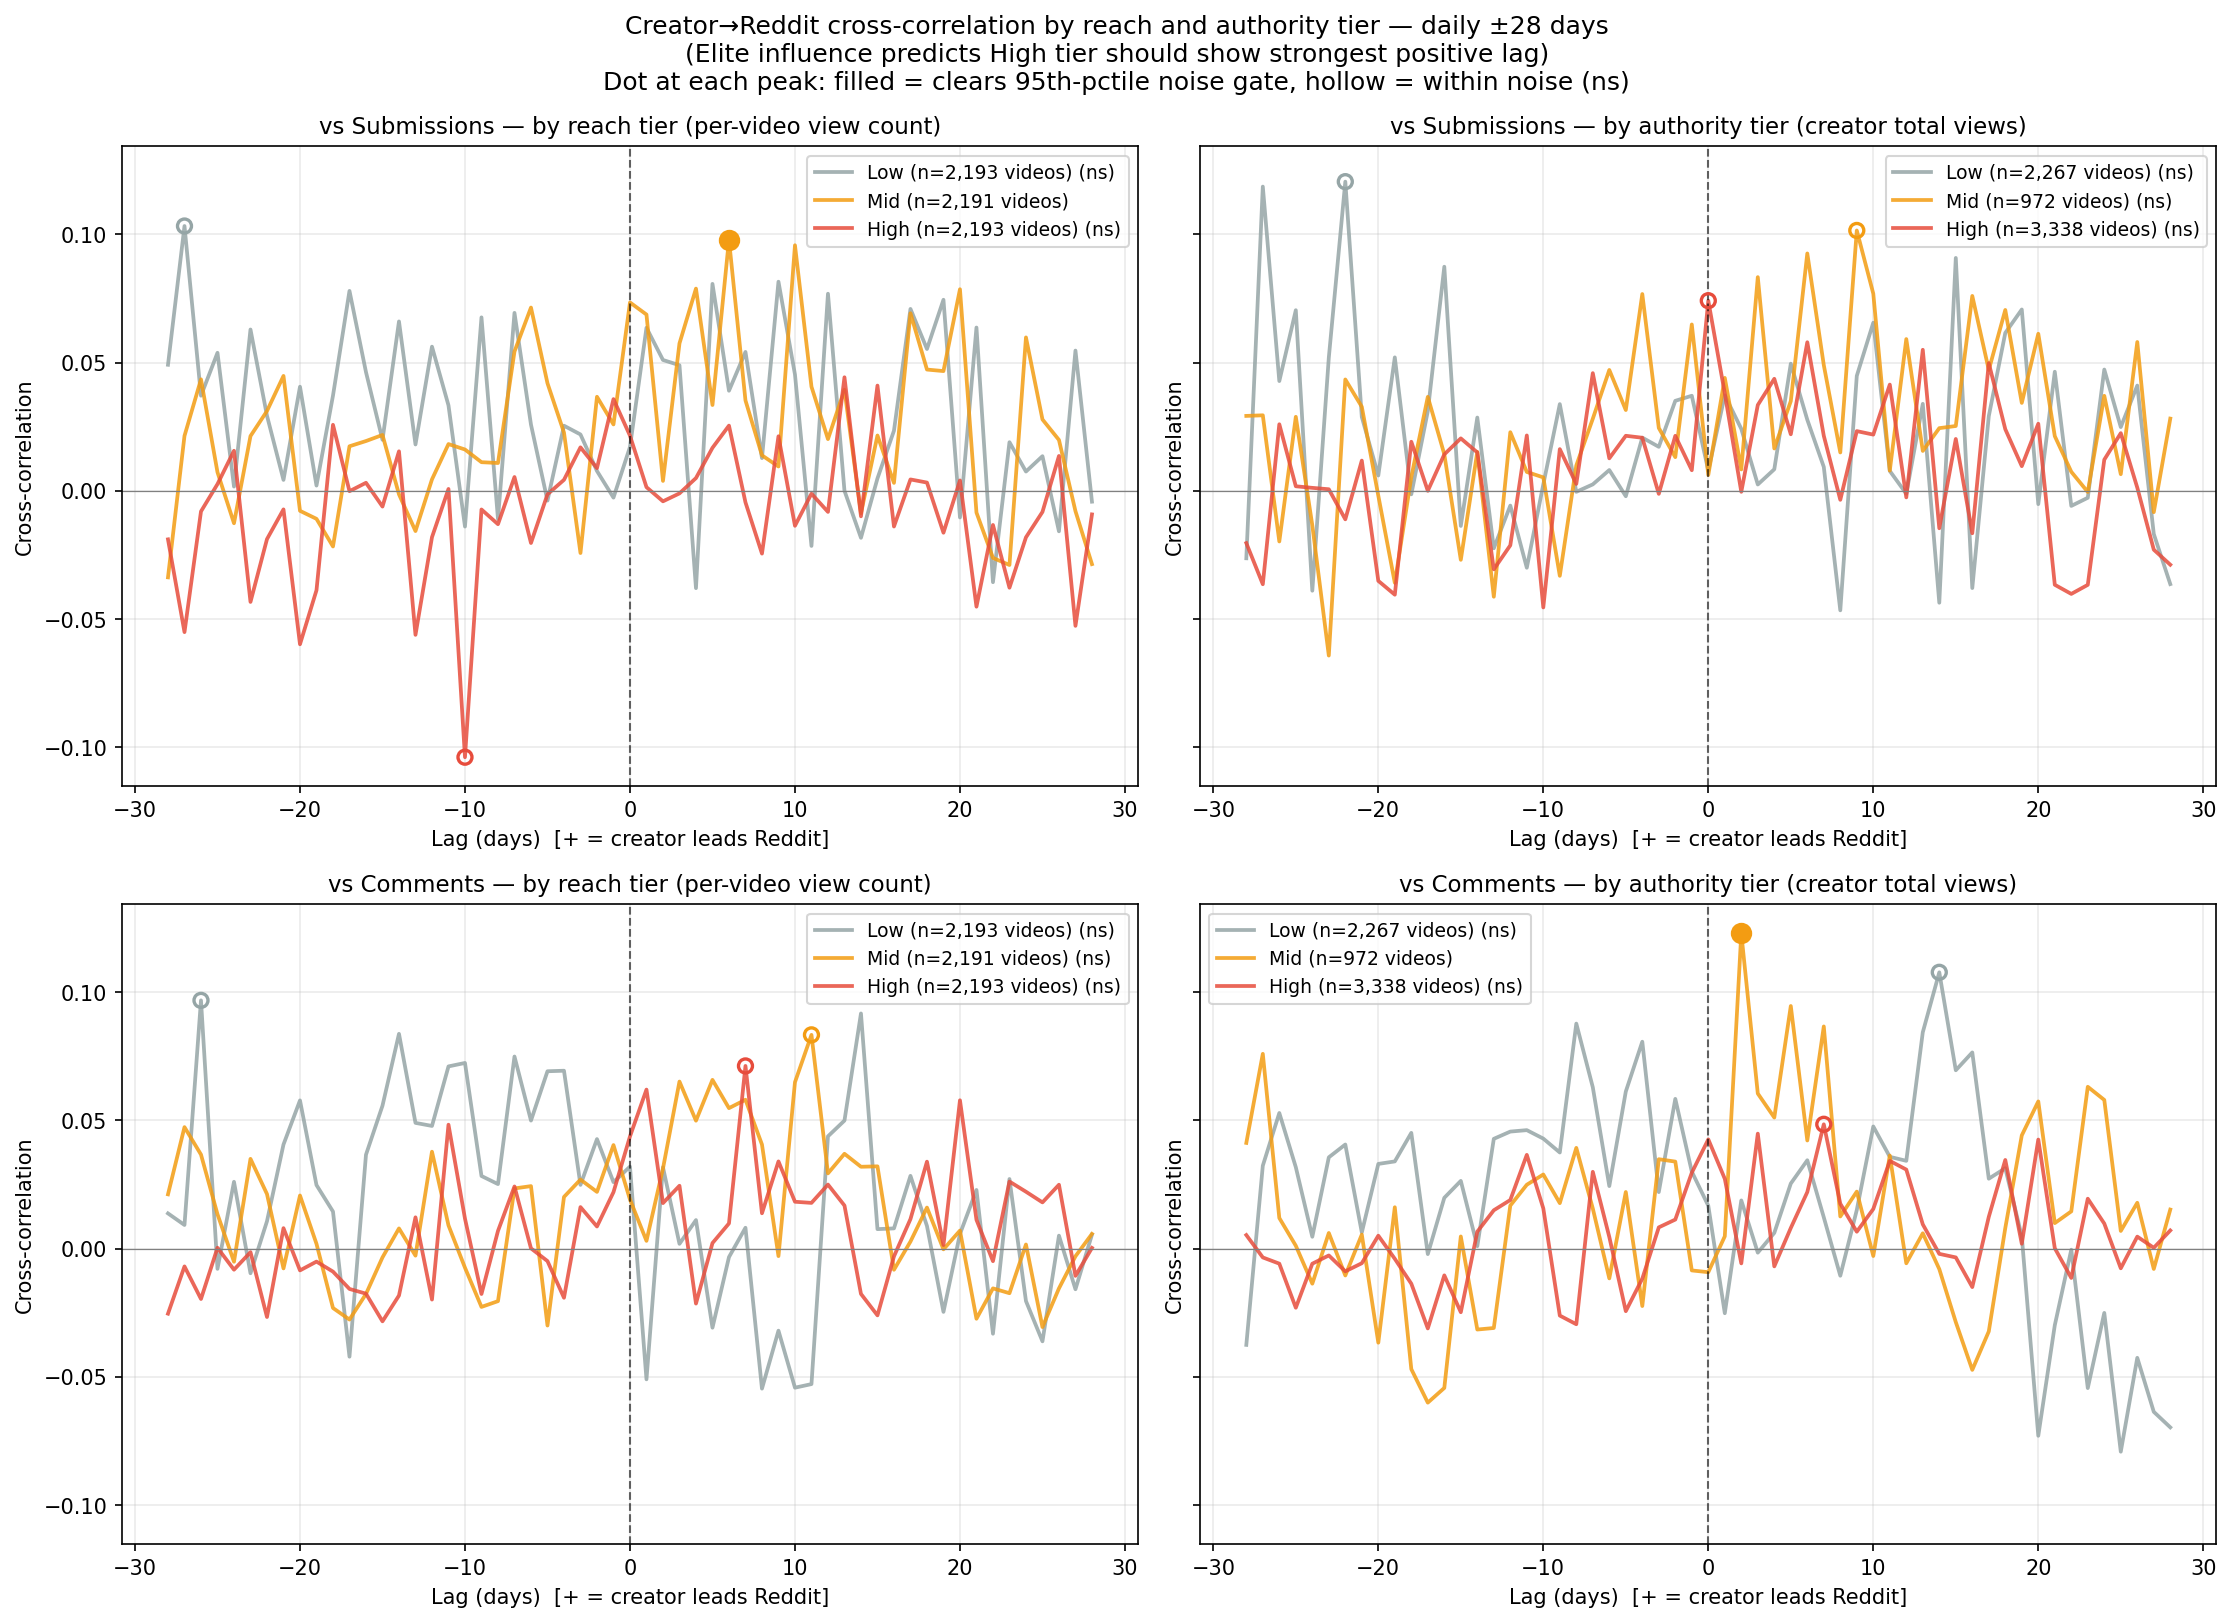 Creator→Reddit cross-correlation by reach and authority tier — daily ±28 days
(Elite influence predicts High tier should show strongest positive lag)
Dot at each peak: filled = clears 95th-pctile noise gate, hollow = within noise (ns)
vs Submissions — by reach tier (per-video view count)
Low (n=2,193 videos) (ns)
Mid (n=2,191 videos)
High (n=2,193 videos) (ns)
0.10
0.05
0.00
−0.05
−0.10
Cross-correlation
−30 −20 −10 0 10 20 30
Lag (days)  [+ = creator leads Reddit]
vs Submissions — by authority tier (creator total views)
Low (n=2,267 videos) (ns)
Mid (n=972 videos) (ns)
High (n=3,338 videos) (ns)
Cross-correlation
−30 −20 −10 0 10 20 30
Lag (days)  [+ = creator leads Reddit]
vs Comments — by reach tier (per-video view count)
Low (n=2,193 videos) (ns)
Mid (n=2,191 videos) (ns)
High (n=2,193 videos) (ns)
0.10
0.05
0.00
−0.05
−0.10
Cross-correlation
−30 −20 −10 0 10 20 30
Lag (days)  [+ = creator leads Reddit]
vs Comments — by authority tier (creator total views)
Low (n=2,267 videos) (ns)
Mid (n=972 videos)
High (n=3,338 videos) (ns)
Cross-correlation
−30 −20 −10 0 10 20 30
Lag (days)  [+ = creator leads Reddit]